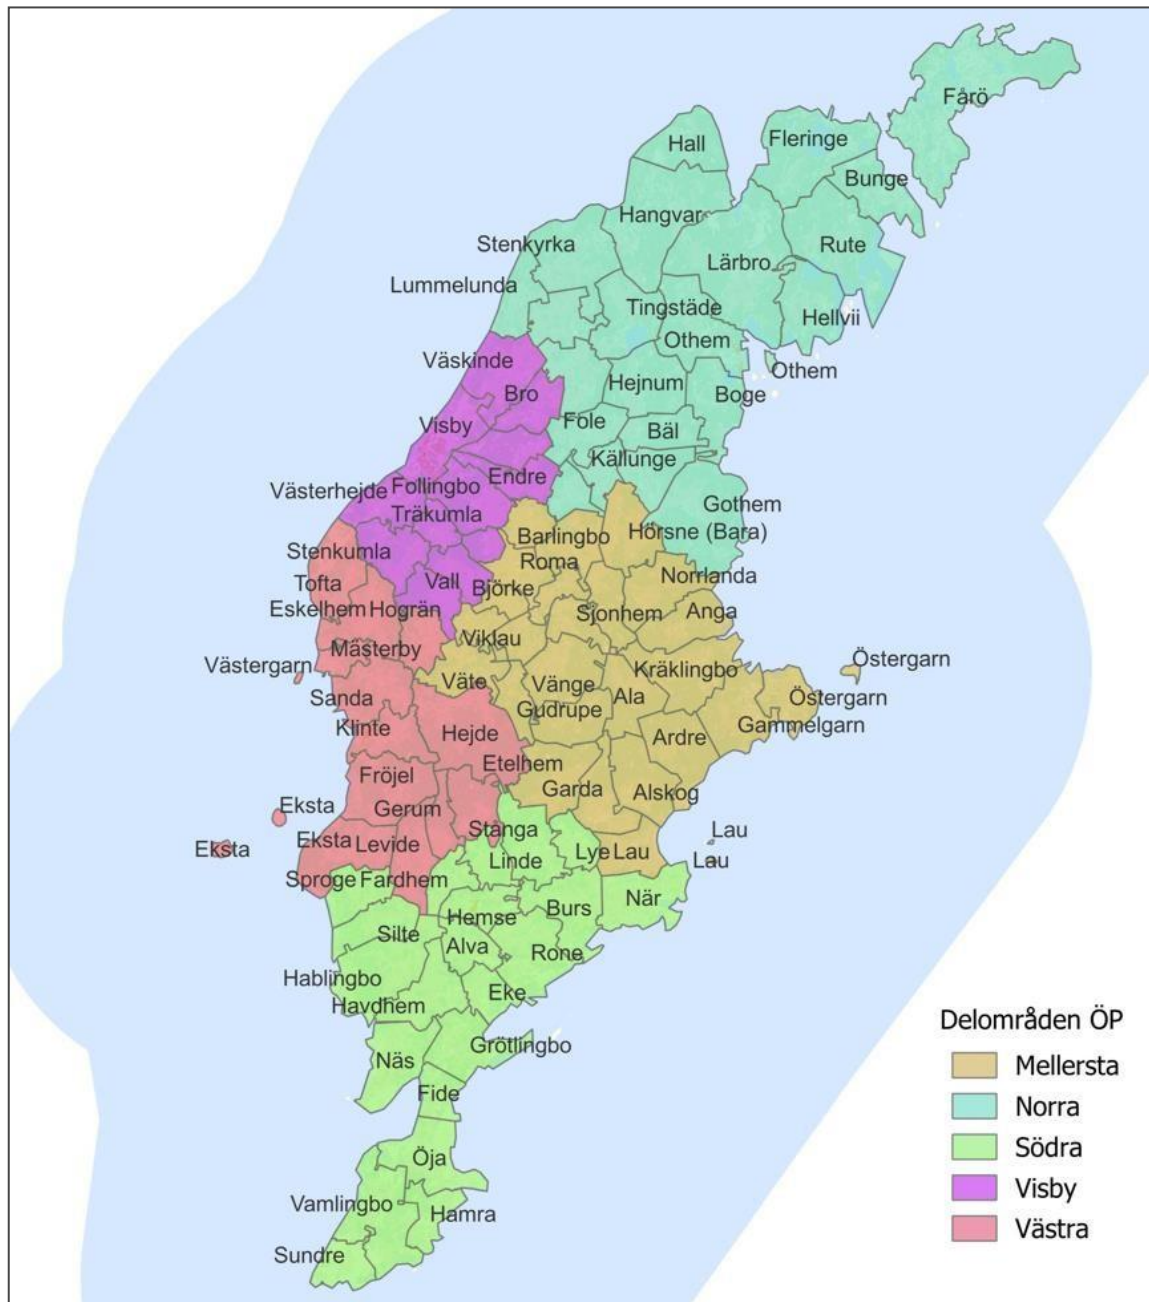 Fårö
Hall
Fleringe
Bunge
Hangvar
Stenkyrka
Rute
Lärbro
Lummelunda
Tingstäde
Hellvii
Othem
Väskinde
Othem
Hejnum
Bro
Boge
Visby
Fole
Bäl
Källunge
Endre
Västerhejde
Follingbo
Gothem
Träkumla
Hörsne (Bara)
Barlingbo
Stenkumla
Roma
Norrlanda
Tofta
Vall
Björke
Eskelhem
Hogrän
Sjonhem
Anga
Viklau
Mästerby
Östergarn
Västergarn
Kräklingbo
Väte
Vänge
Ala
Östergarn
Sanda
Gudrupe
Gammelgarn
Klinte
Hejde
Ardre
Etelhem
Fröjel
Garda
Alskog
Eksta
Gerum
Stånga
Lau
Eksta
Levide
Eksta
Linde
Lye
Lau
Lau
Sproge
Fardhem
När
Hemse
Burs
Silte
Alva
Rone
Hablingbo
Eke
Havdhem
Grötlingbo
Näs
Fide
Öja
Vamlingbo
Hamra
Sundre
Delområden ÖP
Mellersta
Norra
Södra
Visby
Västra